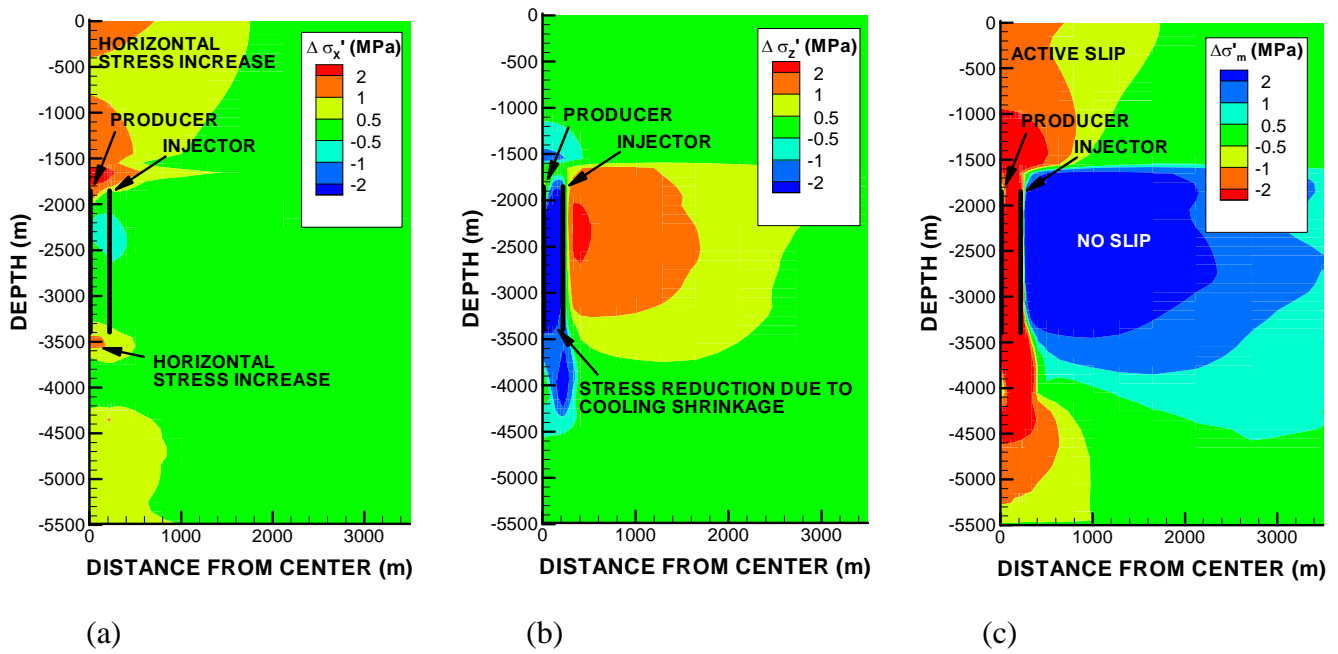 HORIZONTAL
STRESS INCREASE
Δ σx' (MPa)
2
1
0.5
-0.5
-1
-2
PRODUCER
INJECTOR
HORIZONTAL
STRESS INCREASE
0
-500
-1000
-1500
-2000
-2500
-3000
-3500
-4000
-4500
-5000
-5500
DEPTH (m)
0
1000
2000
3000
DISTANCE FROM CENTER (m)
(a)
Δ σz' (MPa)
2
1
0.5
-0.5
-1
-2
PRODUCER
INJECTOR
STRESS REDUCTION DUE TO
COOLING SHRINKAGE
0
-500
-1000
-1500
-2000
-2500
-3000
-3500
-4000
-4500
-5000
-5500
DEPTH (m)
0
1000
2000
3000
DISTANCE FROM CENTER (m)
(b)
ACTIVE SLIP
Δσ'm (MPa)
2
1
0.5
-1
-2
PRODUCER
INJECTOR
NO SLIP
0
-500
-1000
-1500
-2000
-2500
-3000
-3500
-4000
-4500
-5000
-5500
DEPTH (m)
0
1000
2000
3000
DISTANCE FROM CENTER (m)
(c)